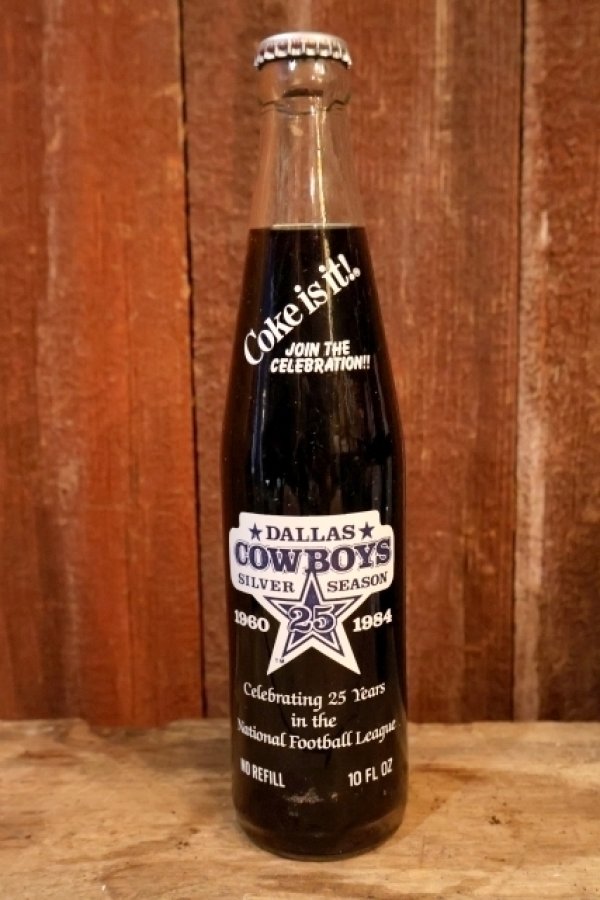 Coke is it!®
JOIN THE
CELEBRATION!!
★ DALLAS ★
COWBOYS
SILVER SEASON
1960 25 1984
TM
Celebrating 25 Years
in the
National Football League
NO REFILL 10 FL OZ